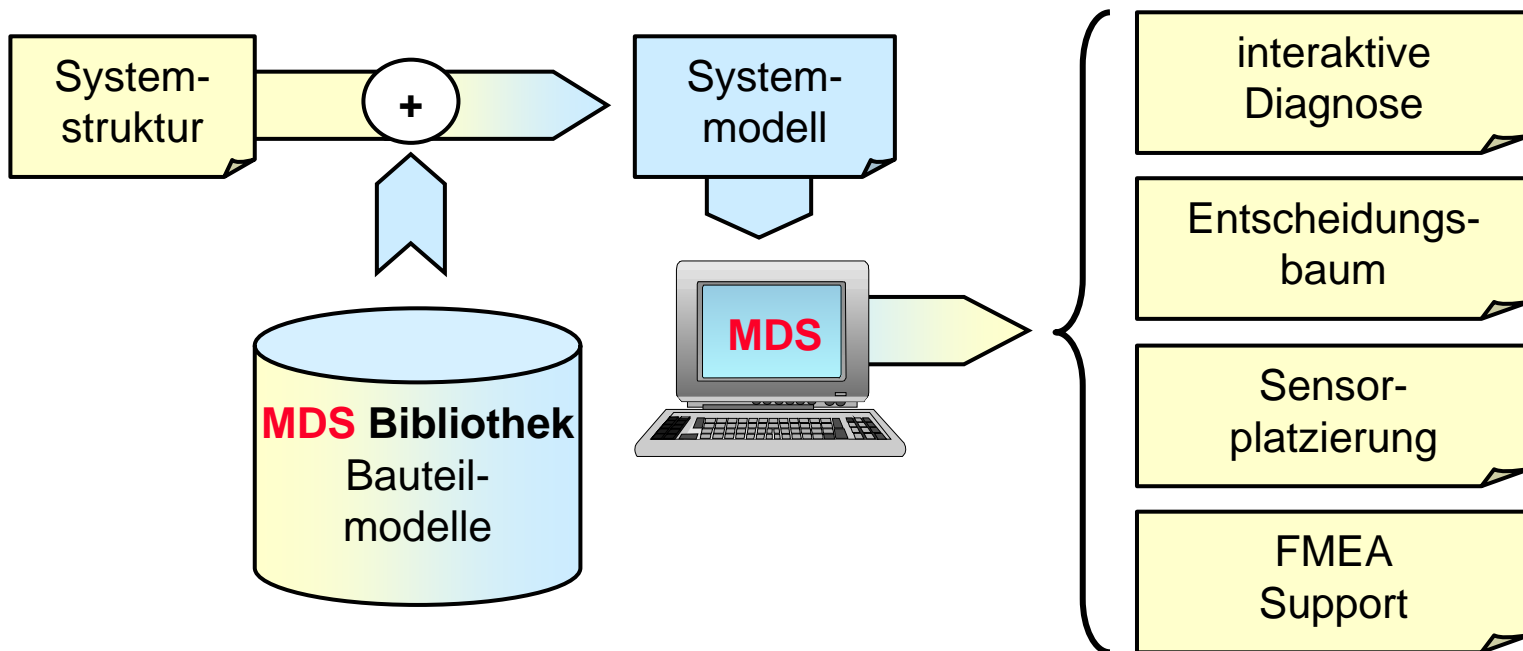 System-
struktur
+
System-
modell
MDS
MDS Bibliothek
Bauteil-
modelle
interaktive
Diagnose
Entscheidungs-
baum
Sensor-
platzierung
FMEA
Support